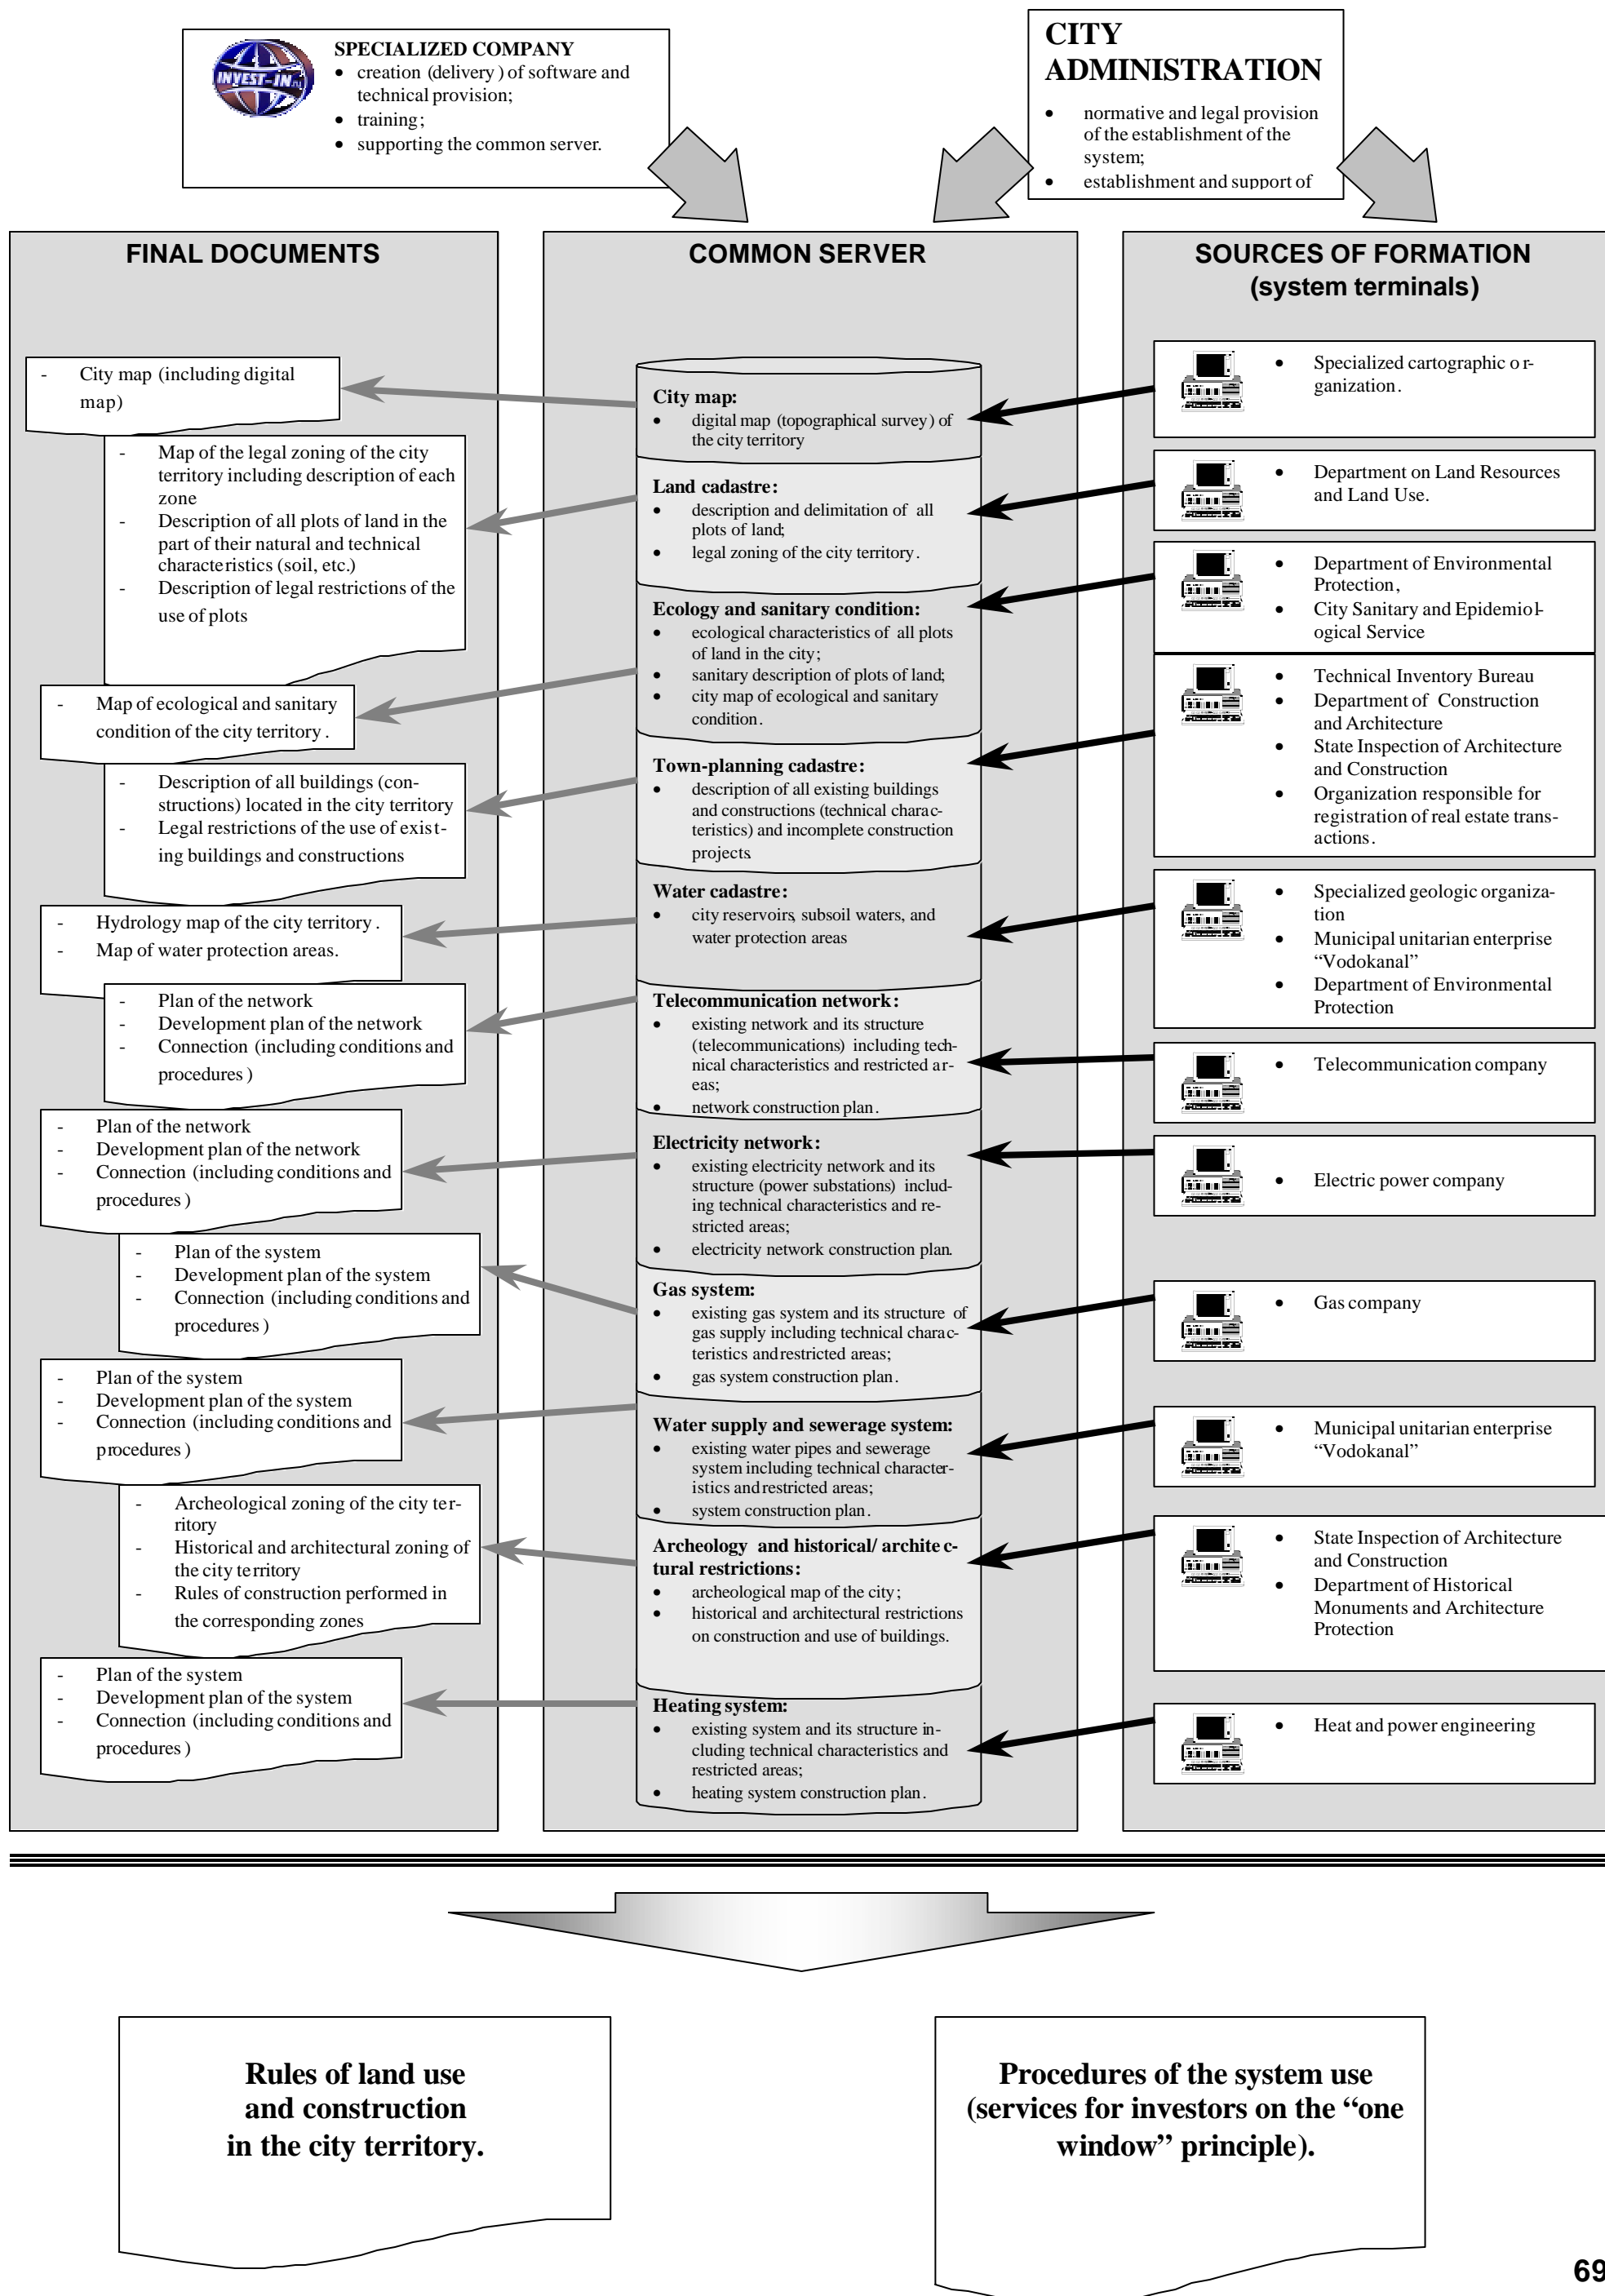 INVEST-IN.ru
SPECIALIZED COMPANY
• creation (delivery) of software and
technical provision;
• training;
• supporting the common server.
CITY
ADMINISTRATION
• normative and legal provision
of the establishment of the
system;
• establishment and support of
FINAL DOCUMENTS
- City map (including digital
map)
- Map of the legal zoning of the city
territory including description of each
zone
- Description of all plots of land in the
part of their natural and technical
characteristics (soil, etc.)
- Description of legal restrictions of the
use of plots
- Map of ecological and sanitary
condition of the city territory.
- Description of all buildings (con-
structions) located in the city territory
- Legal restrictions of the use of exist-
ing buildings and constructions
- Hydrology map of the city territory.
- Map of water protection areas.
- Plan of the network
- Development plan of the network
- Connection (including conditions and
procedures)
- Plan of the network
- Development plan of the network
- Connection (including conditions and
procedures)
- Plan of the system
- Development plan of the system
- Connection (including conditions and
procedures)
- Plan of the system
- Development plan of the system
- Connection (including conditions and
procedures)
- Archeological zoning of the city ter-
ritory
- Historical and architectural zoning of
the city territory
- Rules of construction performed in
the corresponding zones
- Plan of the system
- Development plan of the system
- Connection (including conditions and
procedures)
COMMON SERVER
City map:
• digital map (topographical survey) of
the city territory
Land cadastre:
• description and delimitation of all
plots of land;
• legal zoning of the city territory.
Ecology and sanitary condition:
• ecological characteristics of all plots
of land in the city;
• sanitary description of plots of land;
• city map of ecological and sanitary
condition.
Town-planning cadastre:
• description of all existing buildings
and constructions (technical charac-
teristics) and incomplete construction
projects.
Water cadastre:
• city reservoirs, subsoil waters, and
water protection areas
Telecommunication network:
• existing network and its structure
(telecommunications) including tech-
nical characteristics and restricted ar-
eas;
• network construction plan.
Electricity network:
• existing electricity network and its
structure (power substations) includ-
ing technical characteristics and re-
stricted areas;
• electricity network construction plan.
Gas system:
• existing gas system and its structure of
gas supply including technical charac-
teristics and restricted areas;
• gas system construction plan.
Water supply and sewerage system:
• existing water pipes and sewerage
system including technical character-
istics and restricted areas;
• system construction plan.
Archeology and historical/ architec-
tural restrictions:
• archeological map of the city;
• historical and architectural restrictions
on construction and use of buildings.
Heating system:
• existing system and its structure in-
cluding technical characteristics and
restricted areas;
• heating system construction plan.
SOURCES OF FORMATION
(system terminals)
• Specialized cartographic or-
ganization.
• Department on Land Resources
and Land Use.
• Department of Environmental
Protection,
• City Sanitary and Epidemiol-
ogical Service
• Technical Inventory Bureau
• Department of Construction
and Architecture
• State Inspection of Architecture
and Construction
• Organization responsible for
registration of real estate trans-
actions.
• Specialized geologic organiza-
tion
• Municipal unitarian enterprise
“Vodokanal”
• Department of Environmental
Protection
• Telecommunication company
• Electric power company
• Gas company
• Municipal unitarian enterprise
“Vodokanal”
• State Inspection of Architecture
and Construction
• Department of Historical
Monuments and Architecture
Protection
• Heat and power engineering
Rules of land use
and construction
in the city territory.
Procedures of the system use
(services for investors on the “one
window” principle).
69